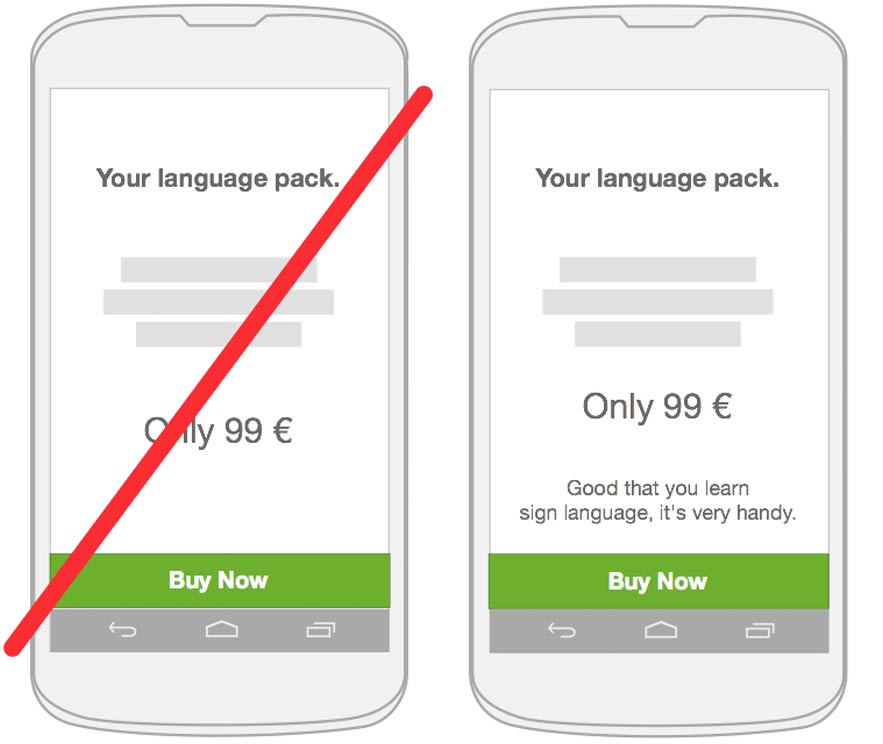 Your language pack.
Only 99 €
Buy Now
Your language pack.
Only 99 €
Good that you learn
sign language, it's very handy.
Buy Now